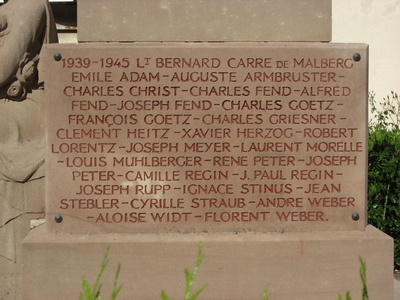 1939-1945 LT BERNARD CARRE DE MALBERG
EMILE ADAM-AUGUSTE ARMBRUSTER-
CHARLES CHRIST-CHARLES FEND-ALFRED
FEND-JOSEPH FEND-CHARLES GOETZ-
FRANÇOIS GOETZ-CHARLES GRIESNER-
CLEMENT HEITZ-XAVIER HERZOG-ROBERT
LORENTZ-JOSEPH MEYER-LAURENT MORELLE
-LOUIS MUHLBERGER-RENE PETER-JOSEPH
PETER-CAMILLE REGIN-J. PAUL REGIN-
JOSEPH RUPP-IGNACE STINUS-JEAN
STEBLER-CYRILLE STRAUB-ANDRE WEBER
-ALOISE WIDT-FLORENT WEBER.